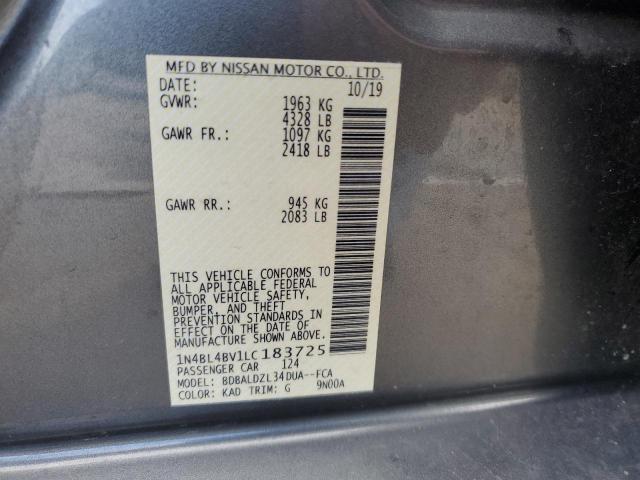 MFD BY NISSAN MOTOR CO., LTD.
DATE: 10/19
GVWR: 1963 KG
4328 LB
GAWR FR.: 1097 KG
2418 LB
GAWR RR.: 945 KG
2083 LB
THIS VEHICLE CONFORMS TO
ALL APPLICABLE FEDERAL
MOTOR VEHICLE SAFETY,
BUMPER, AND THEFT
PREVENTION STANDARDS IN
EFFECT ON THE DATE OF
MANUFACTURE SHOWN ABOVE.
1N4BL4BV1LC183725
PASSENGER CAR 124
MODEL: BDBALDZL34DUA--FCA
COLOR: KAD TRIM: G 9N00A